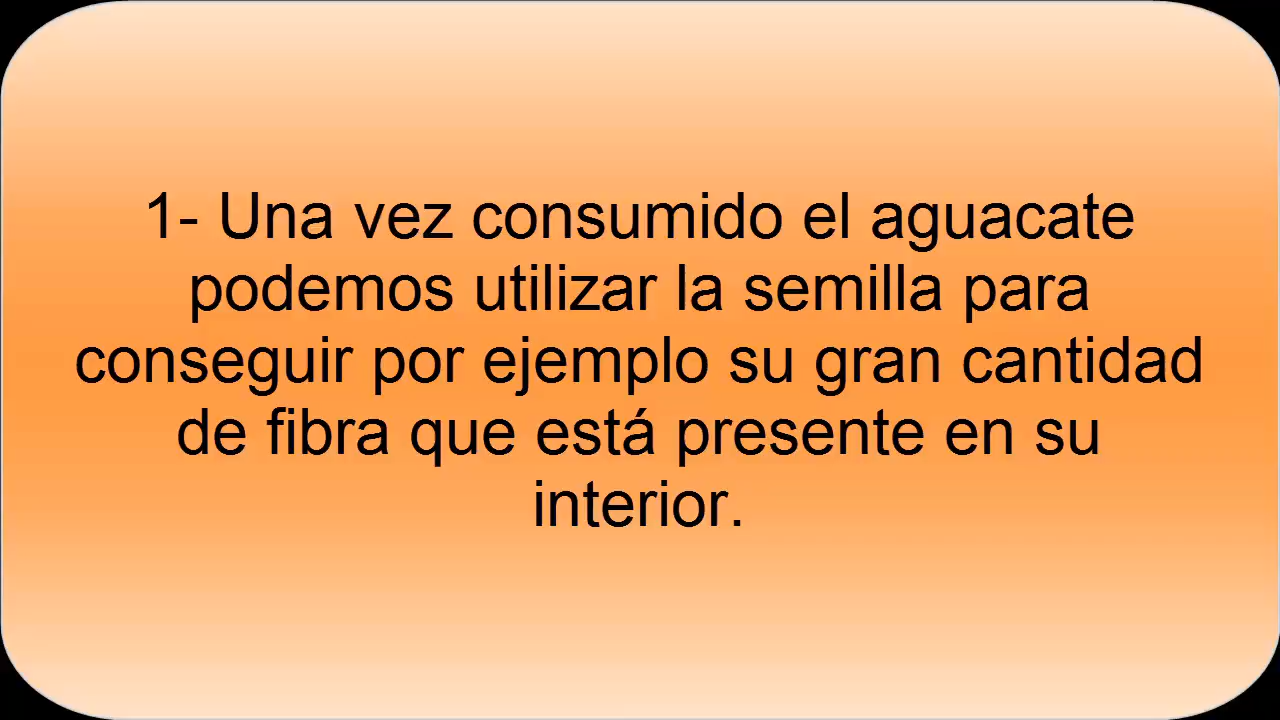 1- Una vez consumido el aguacate
podemos utilizar la semilla para
conseguir por ejemplo su gran cantidad
de fibra que está presente en su
interior.